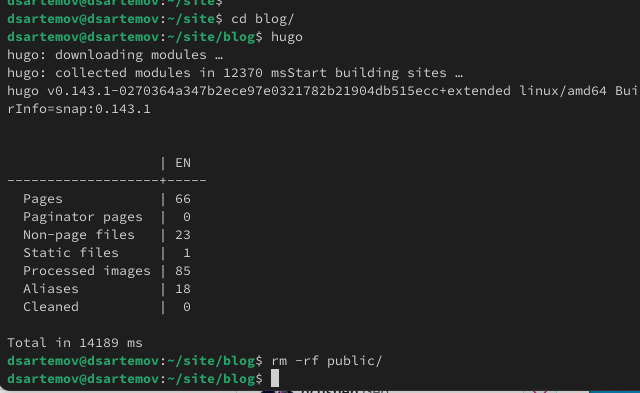 dsartemov@dsartemov:~/site$
dsartemov@dsartemov:~/site$ cd blog/
dsartemov@dsartemov:~/site/blog$ hugo
hugo: downloading modules …
hugo: collected modules in 12370 msStart building sites …
hugo v0.143.1-0270364a347b2ece97e0321782b21904db515ecc+extended linux/amd64 Bui
rInfo=snap:0.143.1
| EN
-------------------+-----
Pages | 66
Paginator pages | 0
Non-page files | 23
Static files | 1
Processed images | 85
Aliases | 18
Cleaned | 0
Total in 14189 ms
dsartemov@dsartemov:~/site/blog$ rm -rf public/
dsartemov@dsartemov:~/site/blog$